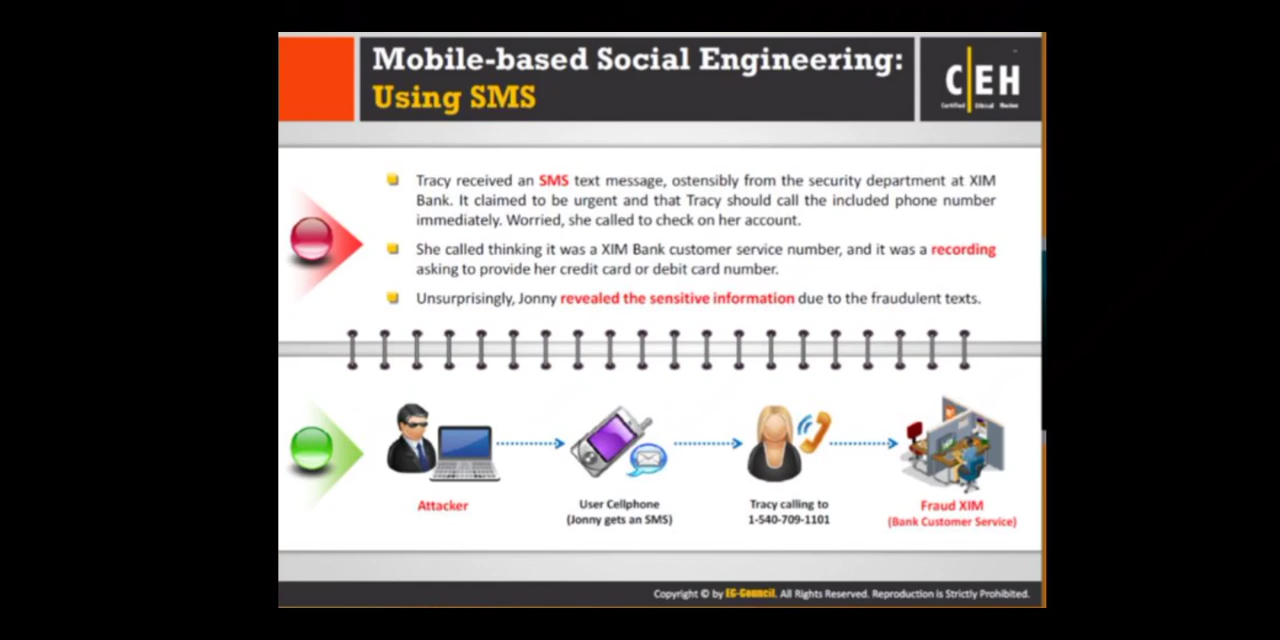 Mobile-based Social Engineering:
Using SMS
CEH
Certified Ethical Hacker
Tracy received an SMS text message, ostensibly from the security department at XIM
Bank. It claimed to be urgent and that Tracy should call the included phone number
immediately. Worried, she called to check on her account.
She called thinking it was a XIM Bank customer service number, and it was a recording
asking to provide her credit card or debit card number.
Unsurprisingly, Jonny revealed the sensitive information due to the fraudulent texts.
Attacker
User Cellphone
(Jonny gets an SMS)
Tracy calling to
1-540-709-1101
Fraud XIM
(Bank Customer Service)
Copyright © by EC-Council. All Rights Reserved. Reproduction is Strictly Prohibited.